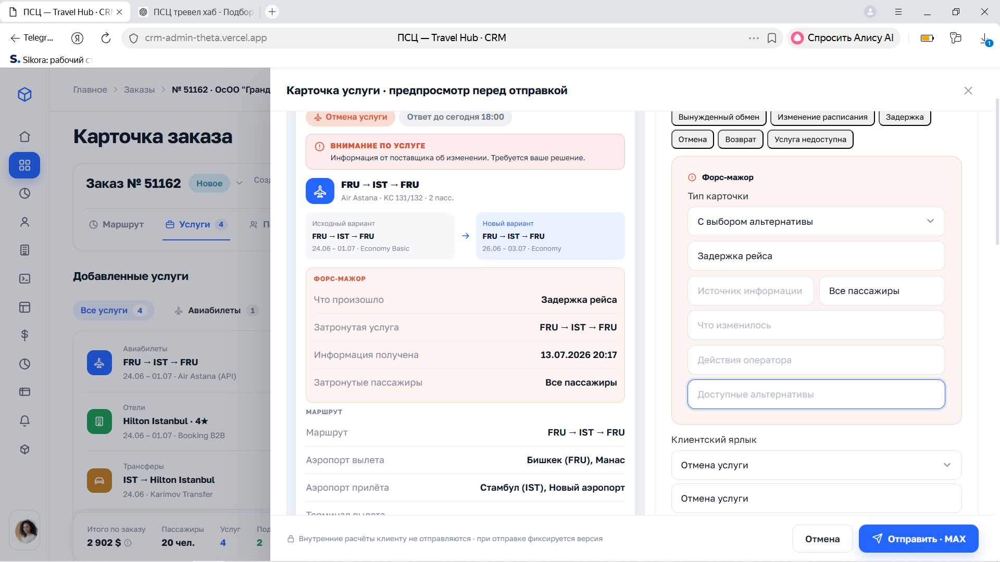 ПСЦ — Travel Hub · CRM
ПСЦ тревел хаб - Подбор
Telegr...
crm-admin-theta.vercel.app
ПСЦ — Travel Hub · CRM
Спросить Алису AI
1
S. Sikora: рабочий ст
Главное > Заказы > № 51162 · ОсОО "Гранд
Карточка заказа
Заказ № 51162
Новое
Маршрут
Услуги 4
Добавленные услуги
Все услуги 4
Авиабилеты 1
Авиабилеты
FRU → IST → FRU
24.06 – 01.07 · Air Astana (API)
Отели
Hilton Istanbul · 4★
24.06 – 01.07 · Booking B2B
Трансферы
IST → Hilton Istanbul
24.06 · Karimov Transfer
Итого по заказу
2 902 $
Пассажиры
20 чел.
Услуг
4
2
Карточка услуги · предпросмотр перед отправкой
Отмена услуги
Ответ до сегодня 18:00
ВНИМАНИЕ ПО УСЛУГЕ
Информация от поставщика об изменении. Требуется ваше решение.
FRU → IST → FRU
Air Astana · KC 131/132 · 2 пасс.
Исходный вариант
FRU → IST → FRU
24.06 – 01.07 · Economy Basic
→
Новый вариант
FRU → IST → FRU
26.06 – 03.07 · Economy
ФОРС-МАЖОР
Что произошло Задержка рейса
Затронутая услуга FRU → IST → FRU
Информация получена 13.07.2026 20:17
Затронутые пассажиры Все пассажиры
МАРШРУТ
Маршрут FRU → IST → FRU
Аэропорт вылета Бишкек (FRU), Манас
Аэропорт прилёта Стамбул (IST), Новый аэропорт
Терминал вылета
Вынужденный обмен
Изменение расписания
Задержка
Отмена
Возврат
Услуга недоступна
Форс-мажор
Тип карточки
С выбором альтернативы
Задержка рейса
Источник информации
Все пассажиры
Что изменилось
Действия оператора
Доступные альтернативы
Клиентский ярлык
Отмена услуги
Отмена услуги
Внутренние расчёты клиенту не отправляются · при отправке фиксируется версия
Отмена
Отправить · MAX